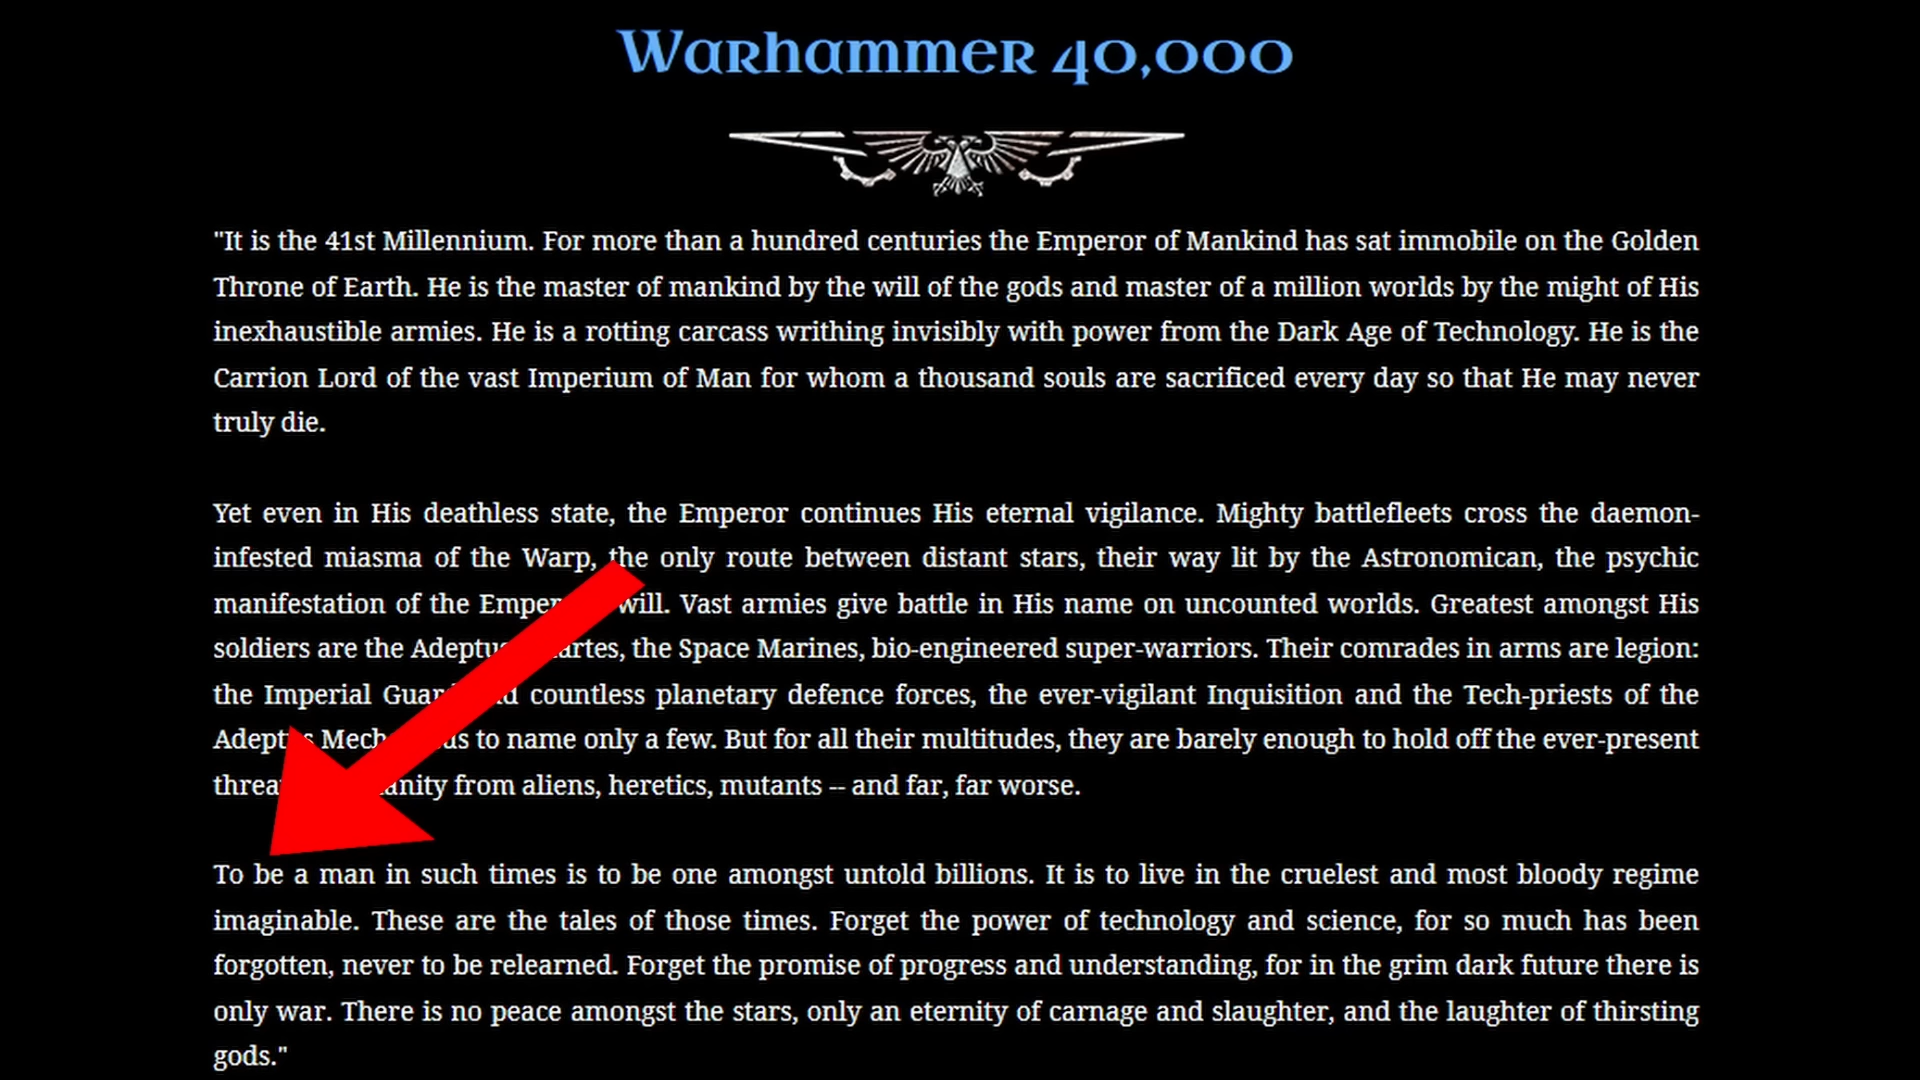 Warhammer 40,000
"It is the 41st Millennium. For more than a hundred centuries the Emperor of Mankind has sat immobile on the Golden
Throne of Earth. He is the master of mankind by the will of the gods and master of a million worlds by the might of His
inexhaustible armies. He is a rotting carcass writhing invisibly with power from the Dark Age of Technology. He is the
Carrion Lord of the vast Imperium of Man for whom a thousand souls are sacrificed every day so that He may never
truly die.
Yet even in His deathless state, the Emperor continues His eternal vigilance. Mighty battlefleets cross the daemon-
infested miasma of the Warp, the only route between distant stars, their way lit by the Astronomican, the psychic
manifestation of the will. Vast armies give battle in His name on uncounted worlds. Greatest amongst His
soldiers are the the Space Marines, bio-engineered super-warriors. Their comrades in arms are legion:
the Imperial countless planetary defence forces, the ever-vigilant Inquisition and the Tech-priests of the
to name only a few. But for all their multitudes, they are barely enough to hold off the ever-present
from aliens, heretics, mutants -- and far, far worse.
To be a man in such times is to be one amongst untold billions. It is to live in the cruelest and most bloody regime
imaginable. These are the tales of those times. Forget the power of technology and science, for so much has been
forgotten, never to be relearned. Forget the promise of progress and understanding, for in the grim dark future there is
only war. There is no peace amongst the stars, only an eternity of carnage and slaughter, and the laughter of thirsting
gods."